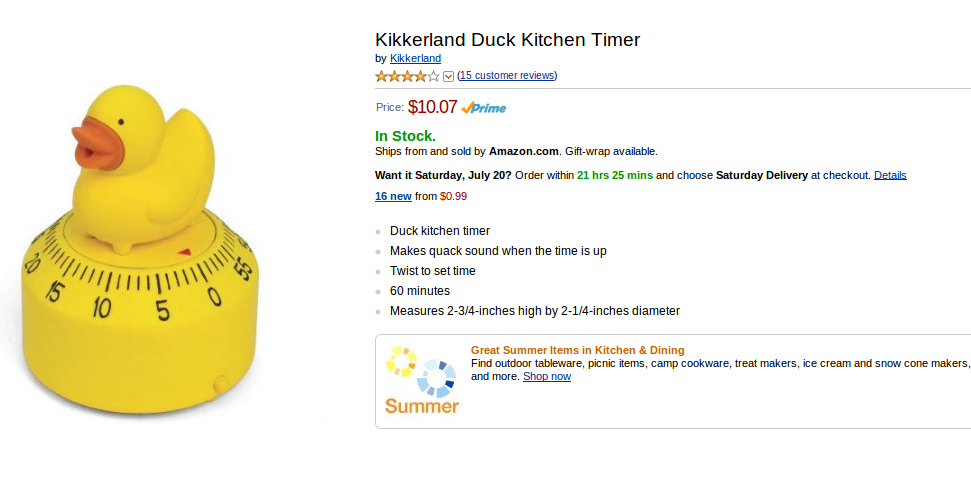 Kikkerland Duck Kitchen Timer
by Kikkerland
(15 customer reviews)
Price: $10.07 Prime
In Stock.
Ships from and sold by Amazon.com. Gift-wrap available.
Want it Saturday, July 20? Order within 21 hrs 25 mins and choose Saturday Delivery at checkout. Details
16 new from $0.99
Duck kitchen timer
Makes quack sound when the time is up
Twist to set time
60 minutes
Measures 2-3/4-inches high by 2-1/4-inches diameter
20 15 10 5 0 55
Great Summer Items in Kitchen & Dining
Find outdoor tableware, picnic items, camp cookware, treat makers, ice cream and snow cone makers,
and more. Shop now
Summer